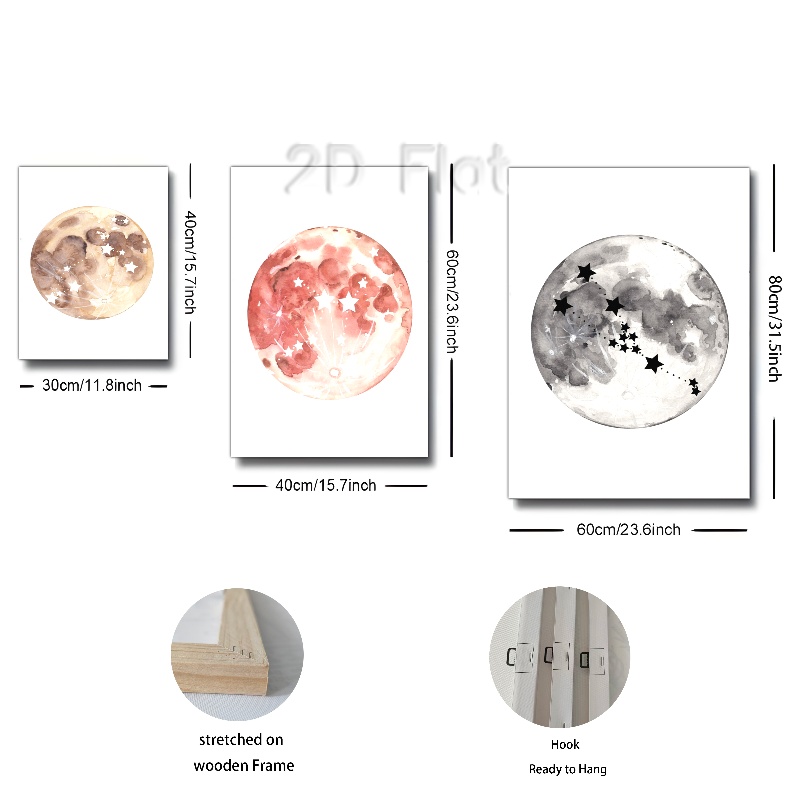 2D Flat
40cm/15.7inch
30cm/11.8inch
60cm/23.6inch
40cm/15.7inch
80cm/31.5inch
60cm/23.6inch
stretched on
wooden Frame
Hook
Ready to Hang